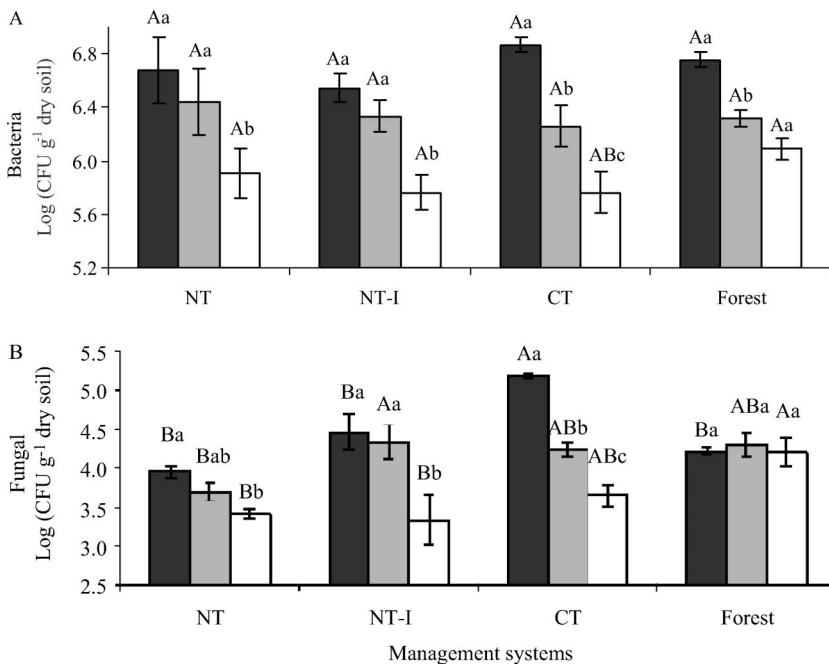 A
Bacteria
Log (CFU g⁻¹ dry soil)
6.8
6.4
6.0
5.6
5.2
Aa Aa Ab
Aa Aa Ab
Aa Ab ABc
Aa Ab Aa
NT NT-I CT Forest
B
Fungal
Log (CFU g⁻¹ dry soil)
5.5
5.0
4.5
4.0
3.5
3.0
2.5
Ba Bab Bb
Ba Aa Bb
Aa ABb ABc
Ba ABa Aa
NT NT-I CT Forest
Management systems